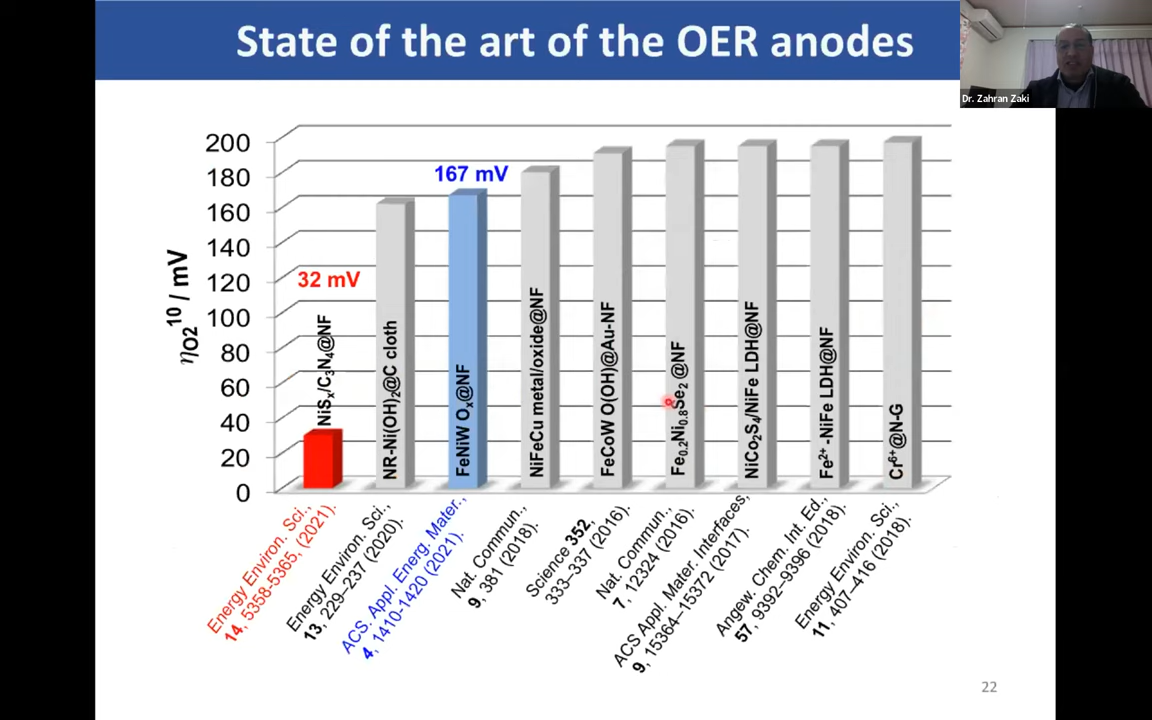 State of the art of the OER anodes
Dr. Zahran Zaki
ηO2¹⁰ / mV
200
180
160
140
120
100
80
60
40
20
0
32 mV
167 mV
NiSₓ/C₃N₄@NF
NR-Ni(OH)₂@C cloth
FeNiW Oₓ@NF
NiFeCu metal/oxide@NF
FeCoW O(OH)@Au-NF
Fe₀.₂Ni₀.₈Se₂ @NF
NiCo₂S₄/NiFe LDH@NF
Fe²⁺ -NiFe LDH@NF
Cr⁶⁺@N-G
Energy Environ. Sci.,
14, 5358-5365, (2021).
Energy Environ. Sci.,
13, 229–237 (2020).
ACS. Appl. Energ. Mater.,
4, 1410-1420 (2021).
Nat. Commun.,
9, 381 (2018).
Science 352,
333–337 (2016).
Nat. Commun.,
7, 12324 (2016).
ACS Appl. Mater. Interfaces,
9, 15364–15372 (2017).
Angew. Chem. Int. Ed.,
57, 9392–9396 (2018).
Energy Environ. Sci.,
11, 407–416 (2018).
22